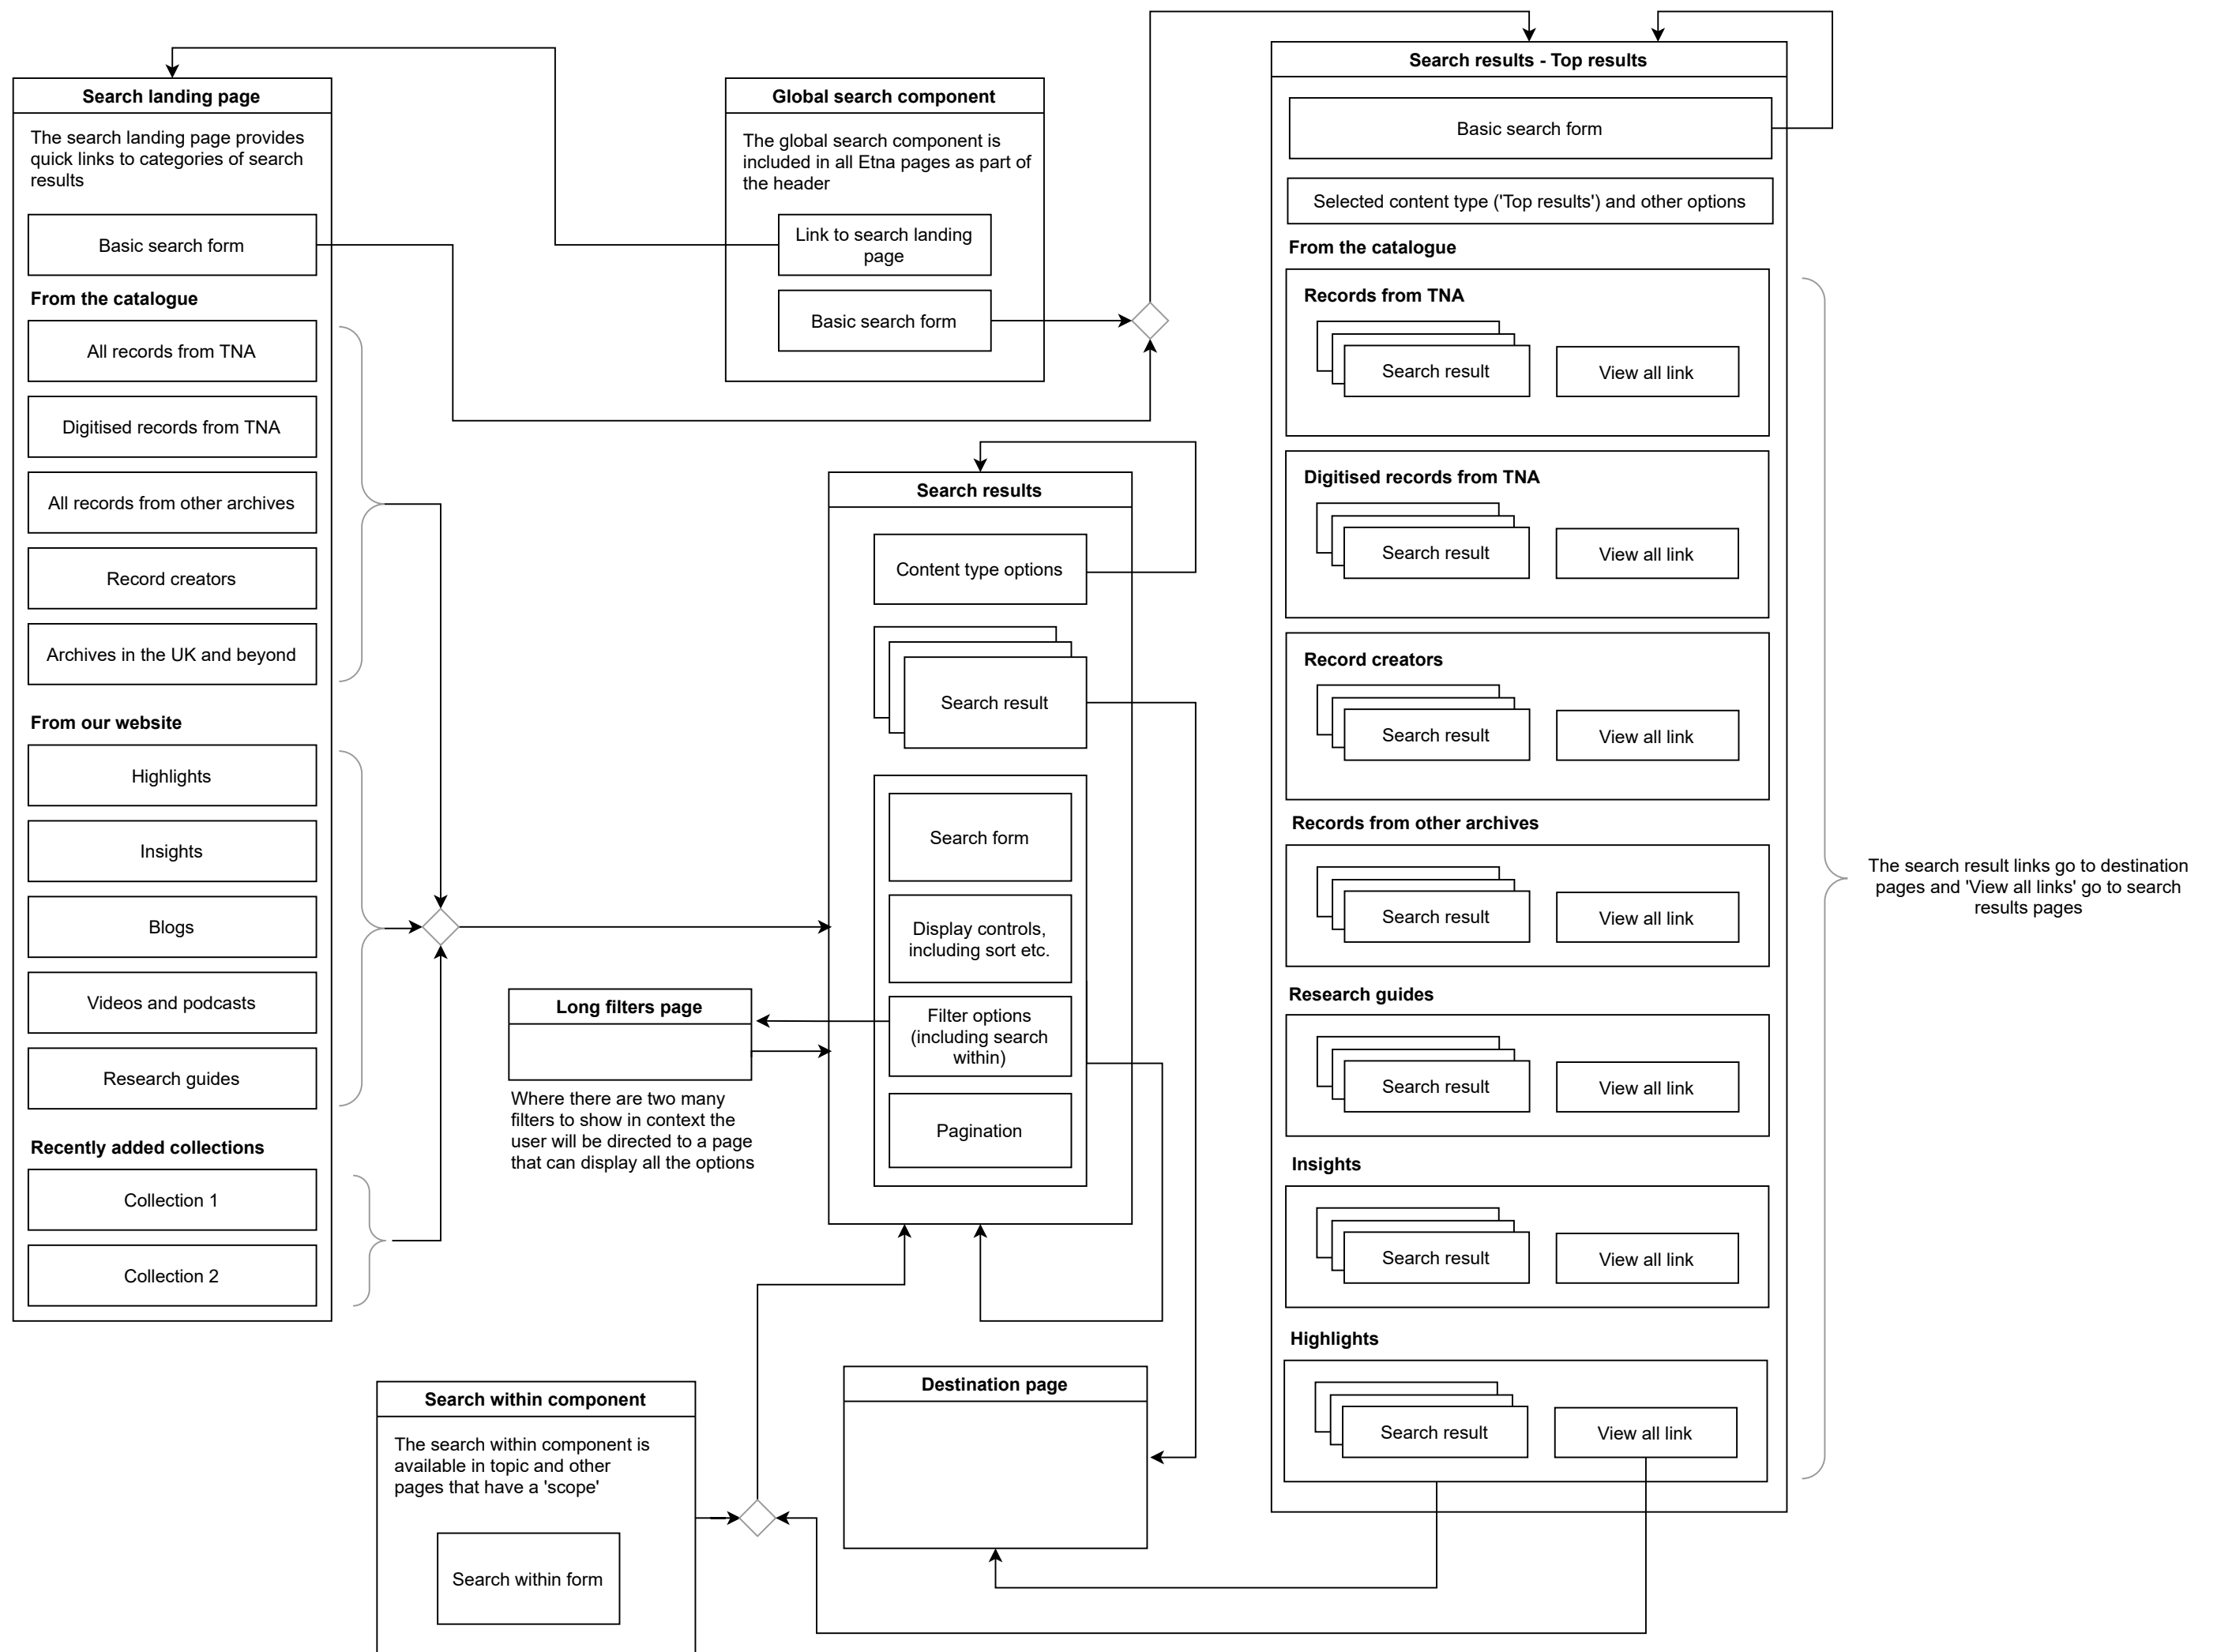 Search landing page
The search landing page provides
quick links to categories of search
results
Basic search form
From the catalogue
All records from TNA
Digitised records from TNA
All records from other archives
Record creators
Archives in the UK and beyond
From our website
Highlights
Insights
Blogs
Videos and podcasts
Research guides
Recently added collections
Collection 1
Collection 2
Global search component
The global search component is
included in all Etna pages as part of
the header
Link to search landing
page
Basic search form
Search results
Content type options
Search result
Search form
Display controls,
including sort etc.
Filter options
(including search
within)
Pagination
Long filters page
Where there are two many
filters to show in context the
user will be directed to a page
that can display all the options
Search within component
The search within component is
available in topic and other
pages that have a 'scope'
Search within form
Destination page
Search results - Top results
Basic search form
Selected content type ('Top results') and other options
From the catalogue
Records from TNA
Search result
View all link
Digitised records from TNA
Search result
View all link
Record creators
Search result
View all link
Records from other archives
Search result
View all link
Research guides
Search result
View all link
Insights
Search result
View all link
Highlights
Search result
View all link
The search result links go to destination
pages and 'View all links' go to search
results pages